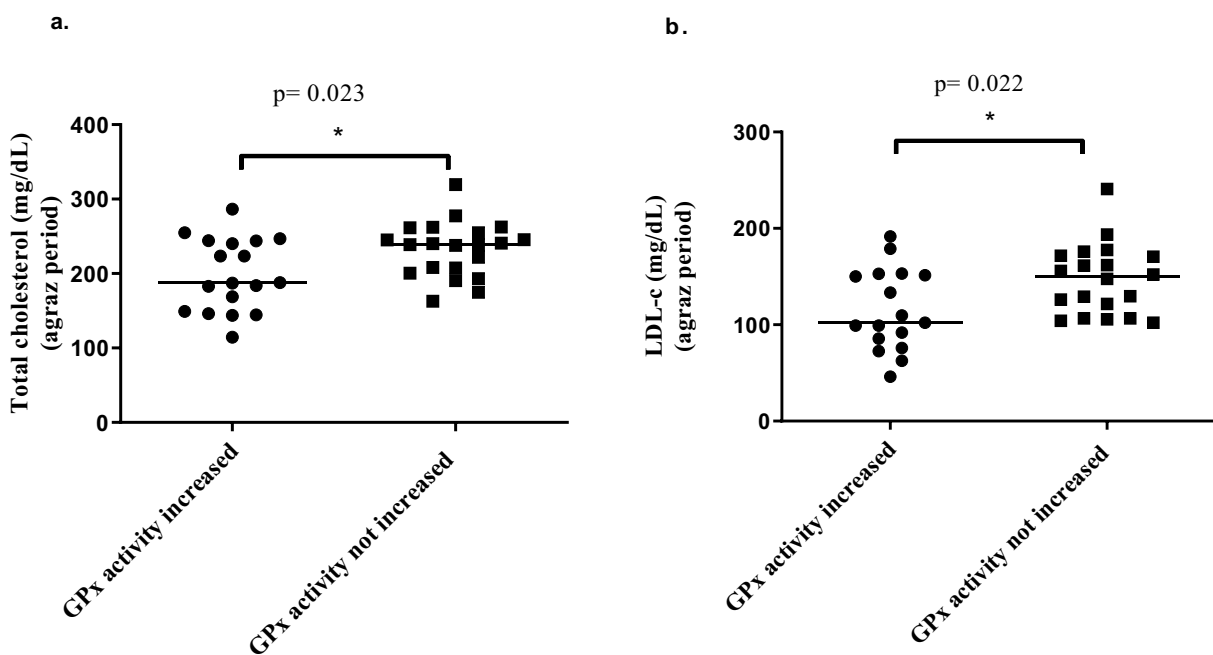 a.
p= 0.023
*
Total cholesterol (mg/dL)
(agraz period)
400
300
200
100
0
GPx activity increased
GPx activity not increased
b.
p= 0.022
*
LDL-c (mg/dL)
(agraz period)
300
200
100
0
GPx activity increased
GPx activity not increased